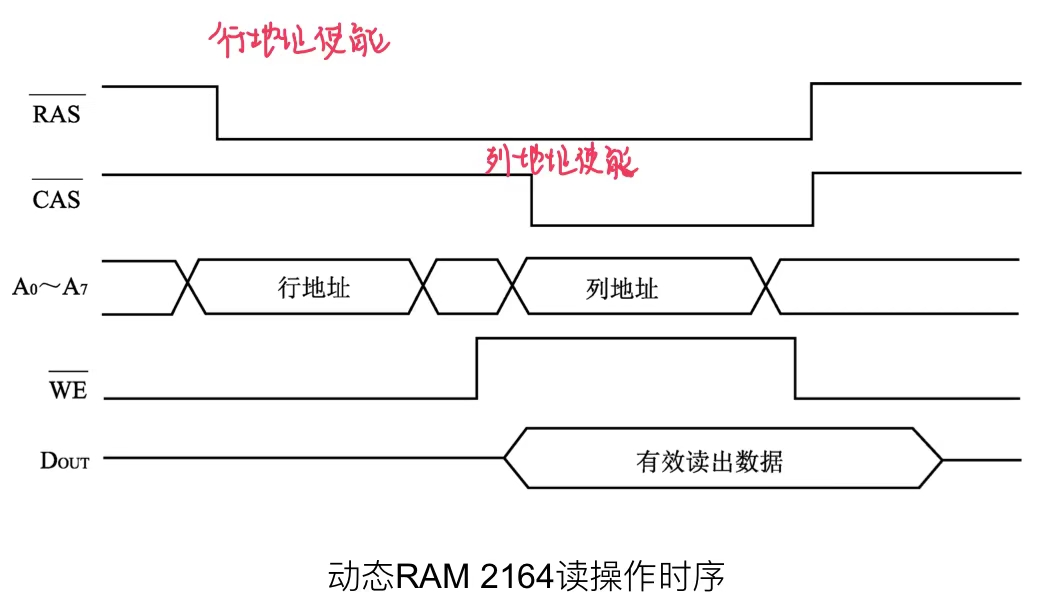 行地址使能
RAS
列地址使能
CAS
A0～A7 行地址 列地址
WE
DOUT 有效读出数据
动态RAM 2164读操作时序